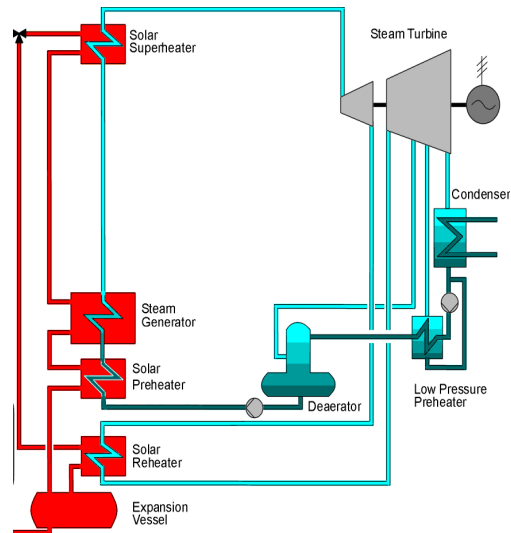 Solar
Superheater
Steam Turbine
Condenser
Steam
Generator
Solar
Preheater
Deaerator
Low Pressure
Preheater
Solar
Reheater
Expansion
Vessel